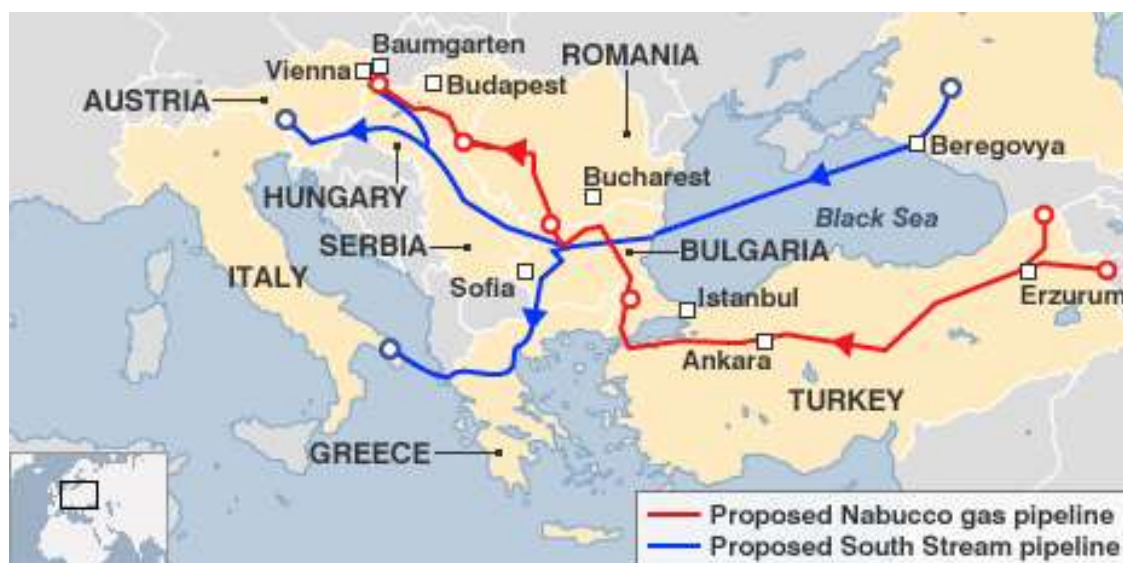 Baumgarten
Vienna
ROMANIA
Budapest
AUSTRIA
Beregovya
HUNGARY
Bucharest
Black Sea
SERBIA
BULGARIA
ITALY
Sofia
Istanbul
Erzurum
Ankara
TURKEY
GREECE
Proposed Nabucco gas pipeline
Proposed South Stream pipeline